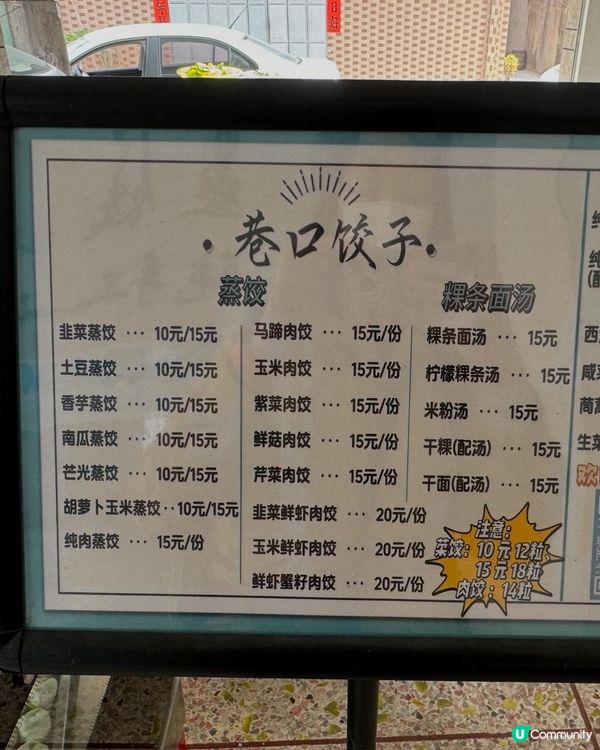 ·巷口饺子·
蒸饺
韭菜蒸饺 ··· 10元/15元
土豆蒸饺 ··· 10元/15元
香芋蒸饺 ··· 10元/15元
南瓜蒸饺 ··· 10元/15元
芒光蒸饺 ··· 10元/15元
胡萝卜玉米蒸饺 ·· 10元/15元
纯肉蒸饺 ··· 15元/份
马蹄肉饺 ··· 15元/份
玉米肉饺 ··· 15元/份
紫菜肉饺 ··· 15元/份
鲜菇肉饺 ··· 15元/份
芹菜肉饺 ··· 15元/份
韭菜鲜虾肉饺 ··· 20元/份
玉米鲜虾肉饺 ··· 20元/份
鲜虾蟹籽肉饺 ··· 20元/份
粿条面汤
粿条面汤 ··· 15元
柠檬粿条汤 ··· 15元
米粉汤 ··· 15元
干粿(配汤) ··· 15元
干面(配汤) ··· 15元
注意:
菜饺: 10元12粒
15元18粒
肉饺: 14粒
西
咸菜
茼蒿
生菜
欢
U Community